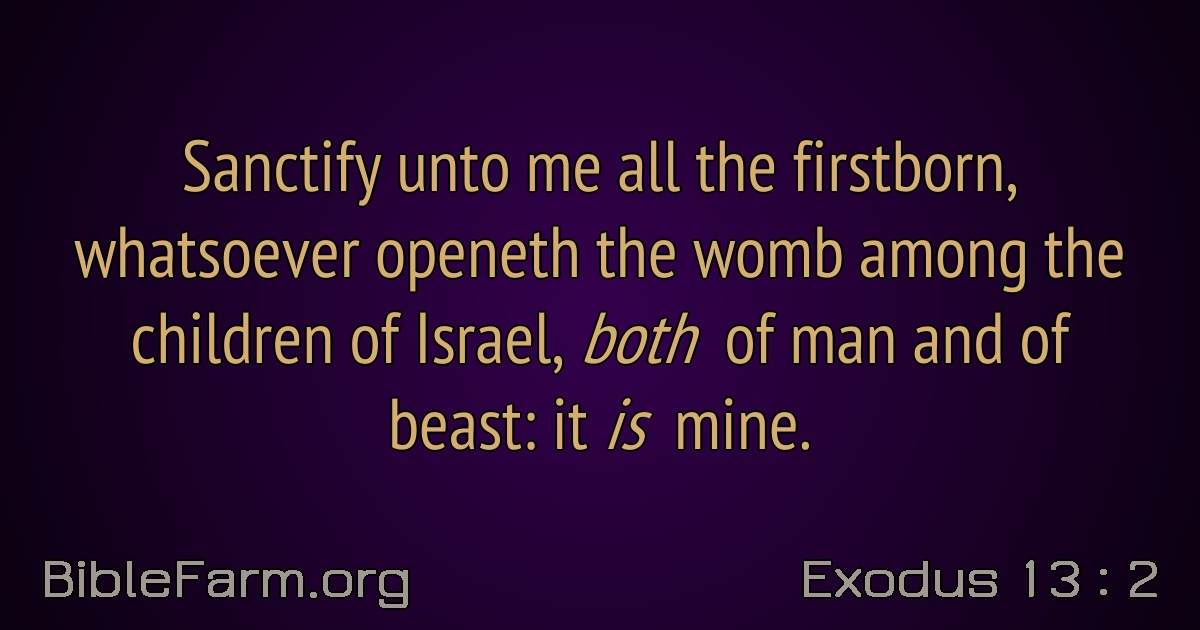 Sanctify unto me all the firstborn,
whatsoever openeth the womb among the
children of Israel, both of man and of
beast: it is mine.
BibleFarm.org
Exodus 13 : 2